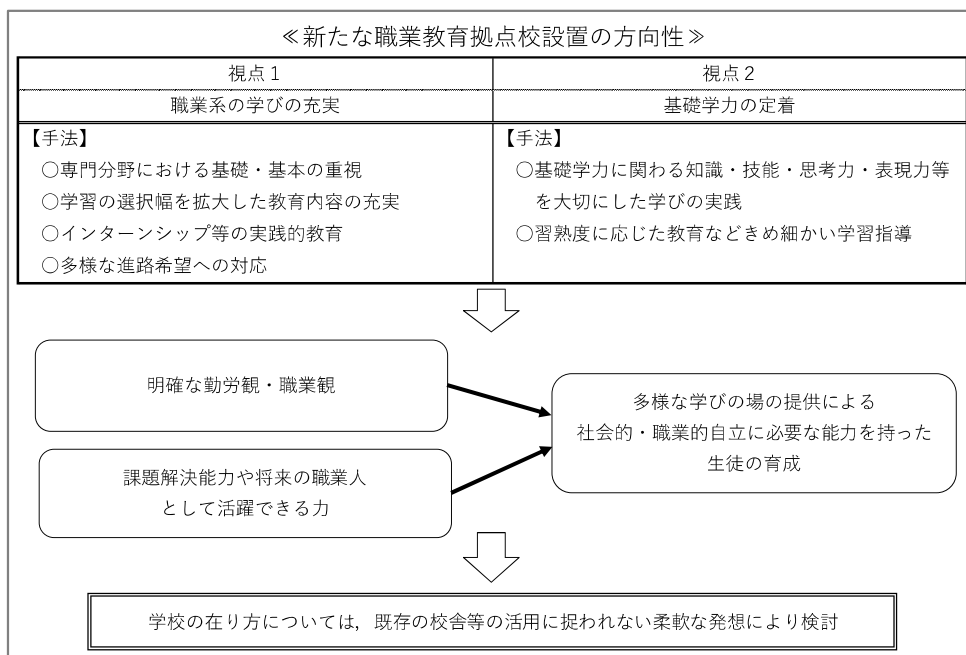 ≪新たな職業教育拠点校設置の方向性≫
視点１
視点２
職業系の学びの充実
基礎学力の定着
【手法】
○専門分野における基礎・基本の重視
○学習の選択幅を拡大した教育内容の充実
○インターンシップ等の実践的教育
○多様な進路希望への対応
【手法】
○基礎学力に関わる知識・技能・思考力・表現力等
を大切にした学びの実践
○習熟度に応じた教育などきめ細かい学習指導
明確な勤労観・職業観
課題解決能力や将来の職業人
として活躍できる力
多様な学びの場の提供による
社会的・職業的自立に必要な能力を持った
生徒の育成
学校の在り方については，既存の校舎等の活用に捉われない柔軟な発想により検討